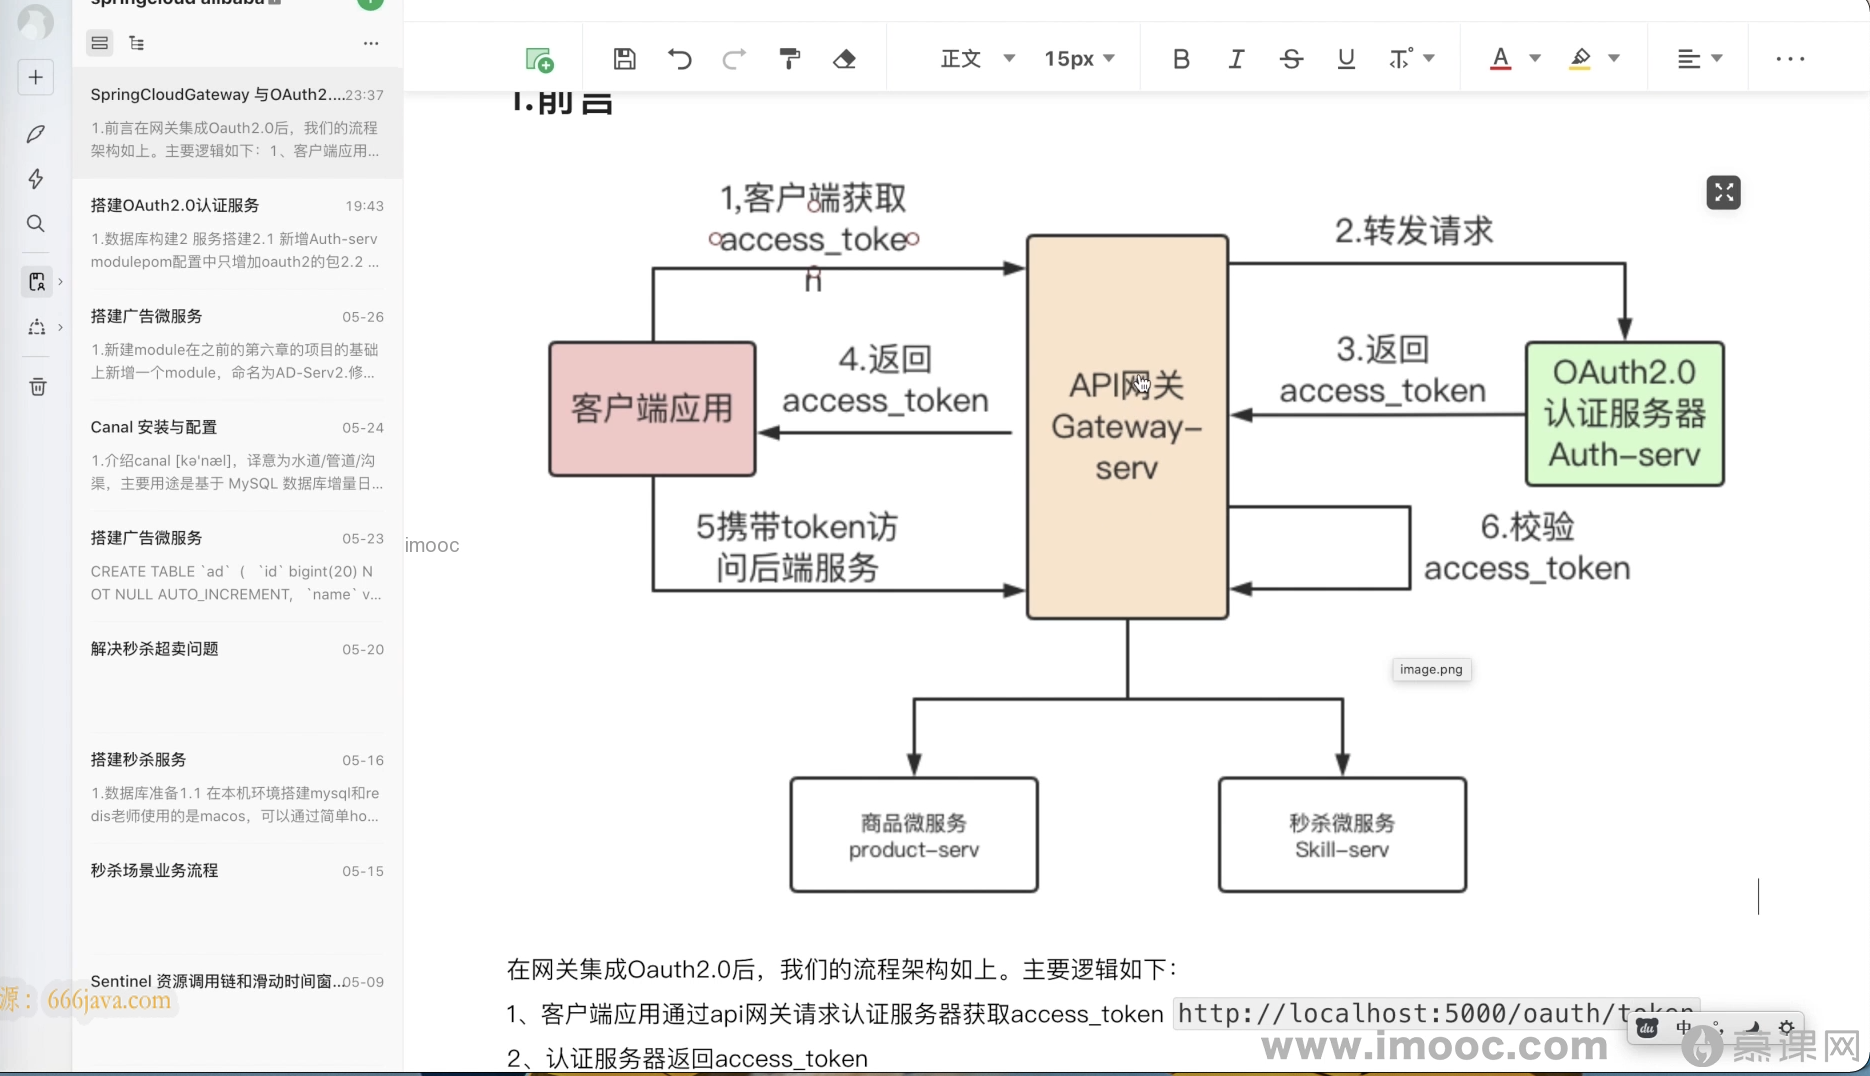 springcloud alibaba
SpringCloudGateway 与OAuth2....23:37
1.前言在网关集成Oauth2.0后，我们的流程
架构如上。主要逻辑如下：1、客户端应用...
搭建OAuth2.0认证服务 19:43
1.数据库构建2 服务搭建2.1 新增Auth-serv
modulepom配置中只增加oauth2的包2.2 ...
搭建广告微服务 05-26
1.新建module在之前的第六章的项目的基础
上新增一个module，命名为AD-Serv2.修...
Canal 安装与配置 05-24
1.介绍canal [kə'næl]，译意为水道/管道/沟
渠，主要用途是基于 MySQL 数据库增量日...
搭建广告微服务 05-23
CREATE TABLE `ad` ( `id` bigint(20) N
OT NULL AUTO_INCREMENT, `name` v...
解决秒杀超卖问题 05-20
搭建秒杀服务 05-16
1.数据库准备1.1 在本机环境搭建mysql和re
dis老师使用的是macos，可以通过简单ho...
秒杀场景业务流程 05-15
Sentinel 资源调用链和滑动时间窗...05-09
源：666java.com
正文 15px B I S U T A
1.前言
1,客户端获取
access_toke
n
2.转发请求
3.返回
access_token
4.返回
access_token
客户端应用
API网关
Gateway-
serv
OAuth2.0
认证服务器
Auth-serv
5携带token访
问后端服务
6.校验
access_token
imooc
image.png
商品微服务
product-serv
秒杀微服务
Skill-serv
在网关集成Oauth2.0后，我们的流程架构如上。主要逻辑如下：
1、客户端应用通过api网关请求认证服务器获取access_token http://localhost:5000/oauth/token
2、认证服务器返回access_token
du 中
www.imooc.com 慕课网